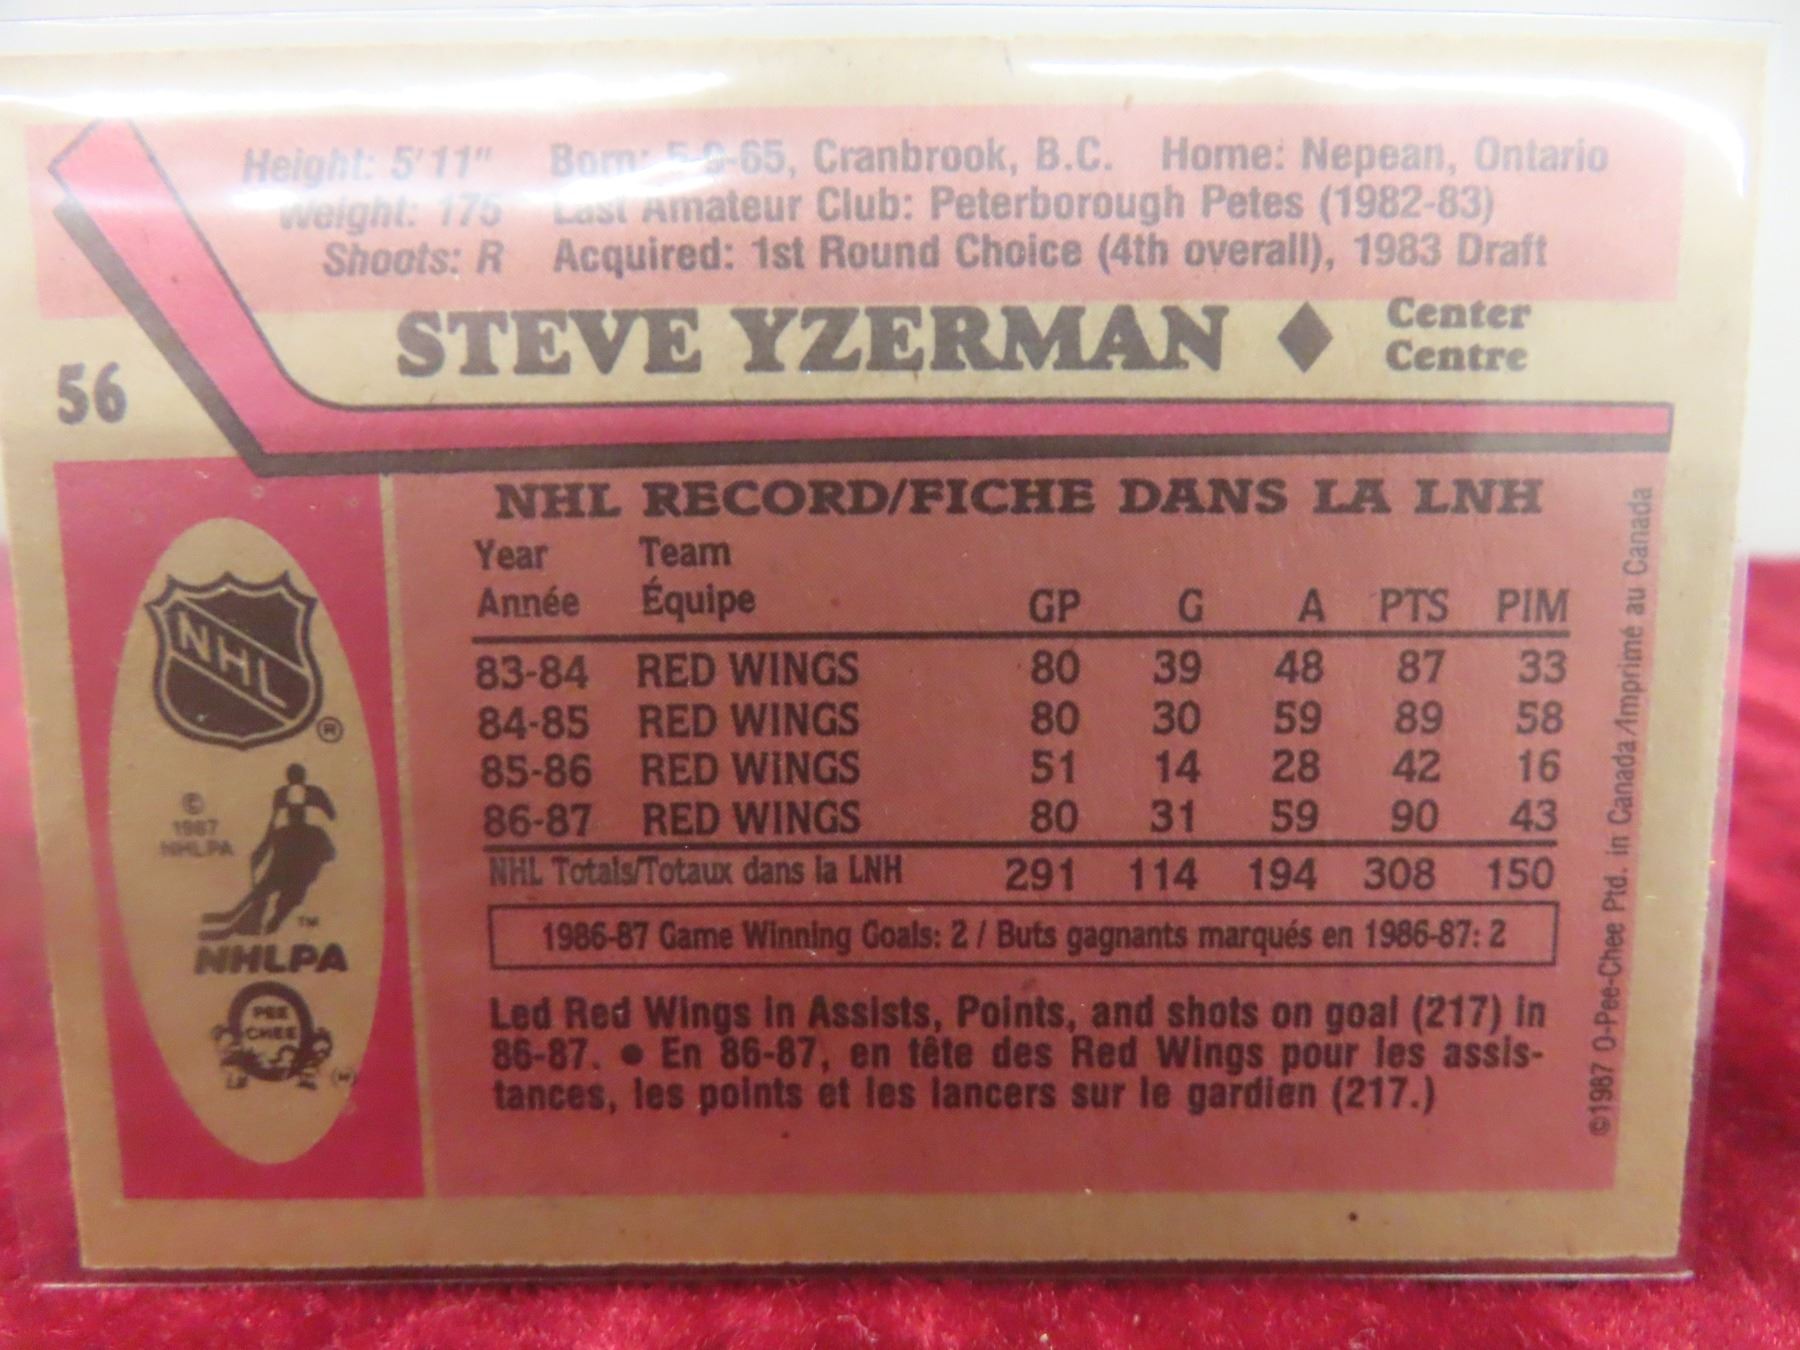 Height: 5'11" Born: 5-9-65, Cranbrook, B.C. Home: Nepean, Ontario
Weight: 175 Last Amateur Club: Peterborough Petes (1982-83)
Shoots: R Acquired: 1st Round Choice (4th overall), 1983 Draft
STEVE YZERMAN ♦ Center
Centre
56
NHL RECORD/FICHE DANS LA LNH
Year Team
Année Équipe GP G A PTS PIM
83-84 RED WINGS 80 39 48 87 33
84-85 RED WINGS 80 30 59 89 58
85-86 RED WINGS 51 14 28 42 16
86-87 RED WINGS 80 31 59 90 43
NHL Totals/Totaux dans la LNH 291 114 194 308 150
1986-87 Game Winning Goals: 2 / Buts gagnants marqués en 1986-87: 2
Led Red Wings in Assists, Points, and shots on goal (217) in
86-87. ● En 86-87, en tête des Red Wings pour les assis-
tances, les points et les lancers sur le gardien (217.)
NHL
®
©
1987
NHLPA
TM
NHLPA
O PEE
CHEE
©1987 O-Pee-Chee Ptd. in Canada/Imprimé au Canada